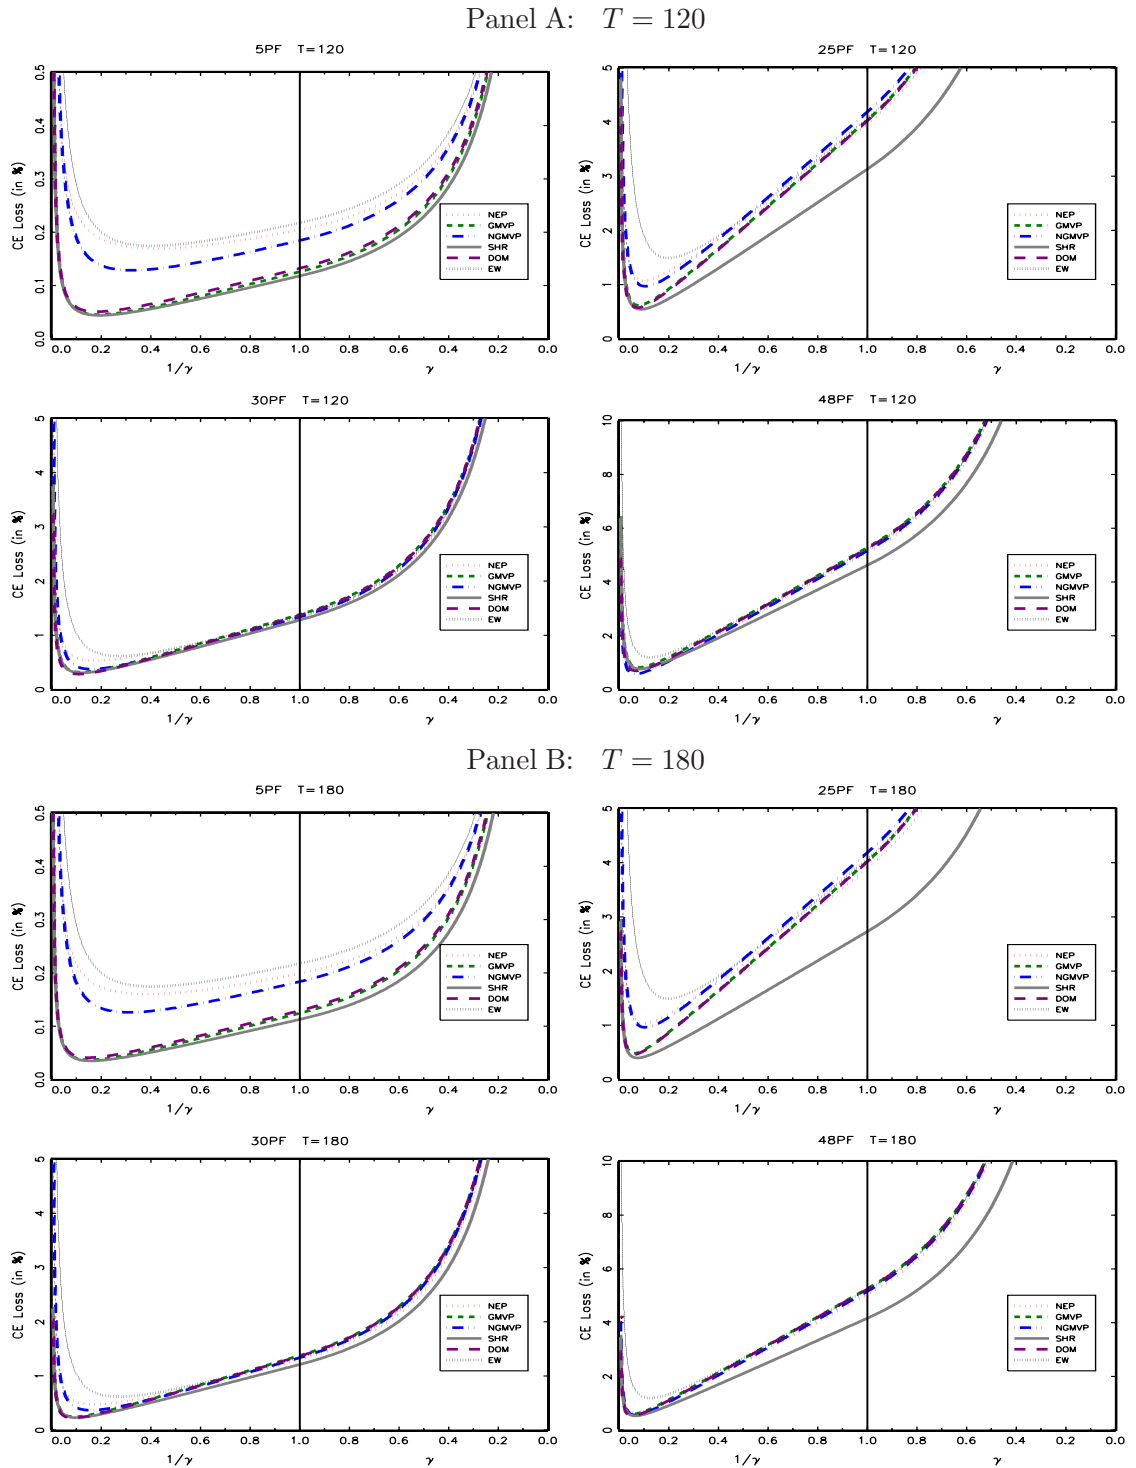 Panel A: T = 120
5PF T=120
CE Loss (in %)
0.5
0.4
0.3
0.2
0.1
0.0
NEP
GMVP
NGMVP
SHR
DOM
EW
0.0 0.2 0.4 0.6 0.8 1.0 0.8 0.6 0.4 0.2 0.0
1/γ γ
25PF T=120
CE Loss (in %)
5
4
3
2
1
0
NEP
GMVP
NGMVP
SHR
DOM
EW
0.0 0.2 0.4 0.6 0.8 1.0 0.8 0.6 0.4 0.2 0.0
1/γ γ
30PF T=120
CE Loss (in %)
5
4
3
2
1
0
NEP
GMVP
NGMVP
SHR
DOM
EW
0.0 0.2 0.4 0.6 0.8 1.0 0.8 0.6 0.4 0.2 0.0
1/γ γ
48PF T=120
CE Loss (in %)
10
8
6
4
2
0
NEP
GMVP
NGMVP
SHR
DOM
EW
0.0 0.2 0.4 0.6 0.8 1.0 0.8 0.6 0.4 0.2 0.0
1/γ γ
Panel B: T = 180
5PF T=180
CE Loss (in %)
0.5
0.4
0.3
0.2
0.1
0.0
NEP
GMVP
NGMVP
SHR
DOM
EW
0.0 0.2 0.4 0.6 0.8 1.0 0.8 0.6 0.4 0.2 0.0
1/γ γ
25PF T=180
CE Loss (in %)
5
4
3
2
1
0
NEP
GMVP
NGMVP
SHR
DOM
EW
0.0 0.2 0.4 0.6 0.8 1.0 0.8 0.6 0.4 0.2 0.0
1/γ γ
30PF T=180
CE Loss (in %)
5
4
3
2
1
0
NEP
GMVP
NGMVP
SHR
DOM
EW
0.0 0.2 0.4 0.6 0.8 1.0 0.8 0.6 0.4 0.2 0.0
1/γ γ
48PF T=180
CE Loss (in %)
10
8
6
4
2
0
NEP
GMVP
NGMVP
SHR
DOM
EW
0.0 0.2 0.4 0.6 0.8 1.0 0.8 0.6 0.4 0.2 0.0
1/γ γ